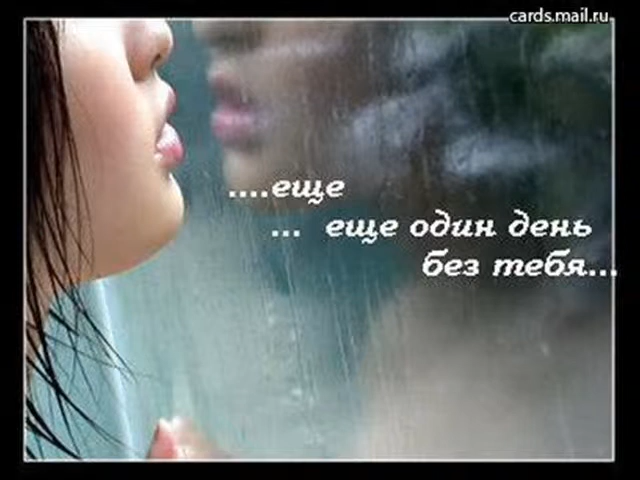 cards.mail.ru
....еще
... еще один день
без тебя...